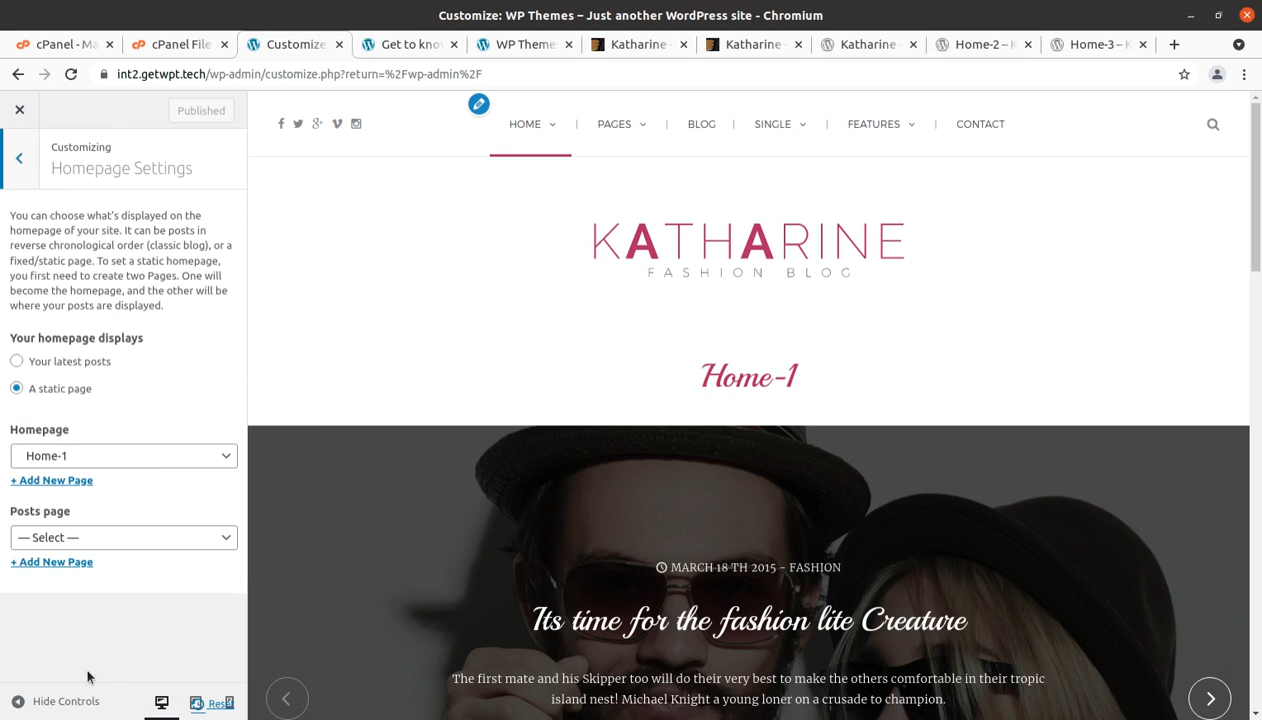 Customize: WP Themes – Just another WordPress site - Chromium
cPanel - Ma
cPanel File
Customize
Get to kno
WP Theme
Katharine
Katharine
Katharine –
Home-2 – K
Home-3 – K
int2.getwpt.tech/wp-admin/customize.php?return=%2Fwp-admin%2F
Published
Customizing
Homepage Settings
You can choose what's displayed on the
homepage of your site. It can be posts in
reverse chronological order (classic blog), or a
fixed/static page. To set a static homepage,
you first need to create two Pages. One will
become the homepage, and the other will be
where your posts are displayed.
Your homepage displays
Your latest posts
A static page
Homepage
Home-1
+ Add New Page
Posts page
— Select —
+ Add New Page
Hide Controls
HOME | PAGES | BLOG | SINGLE | FEATURES | CONTACT
KATHARINE
FASHION BLOG
Home-1
MARCH 18 TH 2015 - FASHION
Its time for the fashion lite Creature
The first mate and his Skipper too will do their very best to make the others comfortable in their tropic
island nest! Michael Knight a young loner on a crusade to champion.